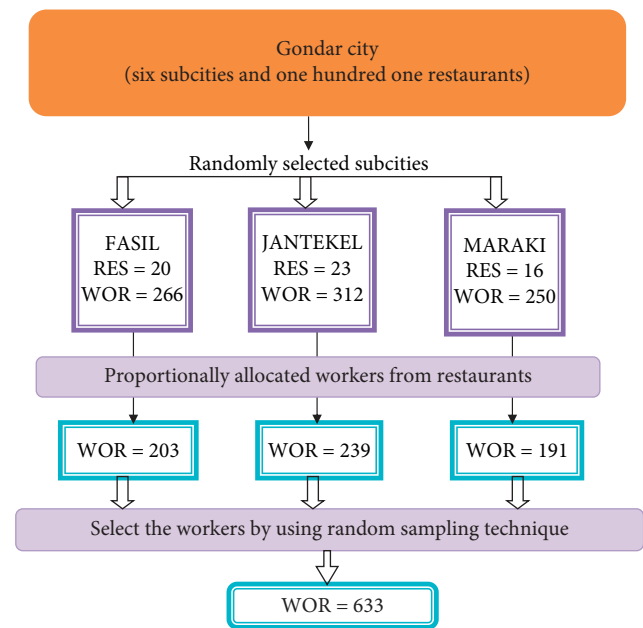 Gondar city
(six subcities and one hundred one restaurants)
Randomly selected subcities
FASIL
RES = 20
WOR = 266
JANTEKEL
RES = 23
WOR = 312
MARAKI
RES = 16
WOR = 250
Proportionally allocated workers from restaurants
WOR = 203
WOR = 239
WOR = 191
Select the workers by using random sampling technique
WOR = 633